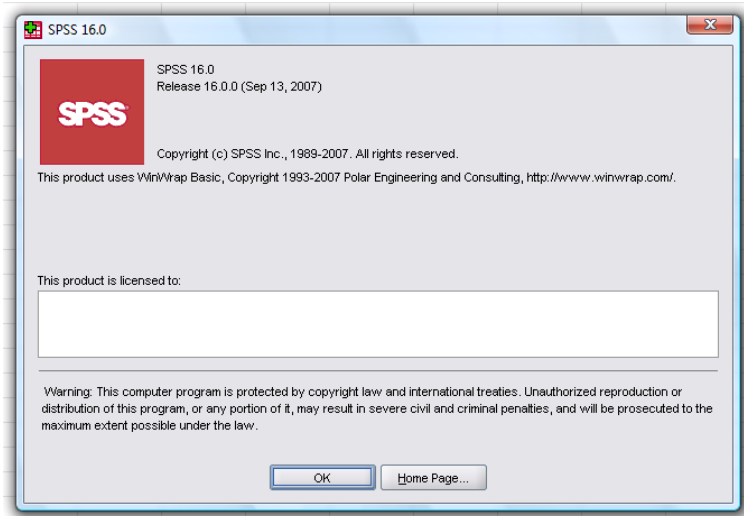 SPSS 16.0
SPSS
SPSS 16.0
Release 16.0.0 (Sep 13, 2007)
Copyright (c) SPSS Inc., 1989-2007. All rights reserved.
This product uses WinWrap Basic, Copyright 1993-2007 Polar Engineering and Consulting, http://www.winwrap.com/.
This product is licensed to:
Warning: This computer program is protected by copyright law and international treaties. Unauthorized reproduction or
distribution of this program, or any portion of it, may result in severe civil and criminal penalties, and will be prosecuted to the
maximum extent possible under the law.
OK
Home Page...